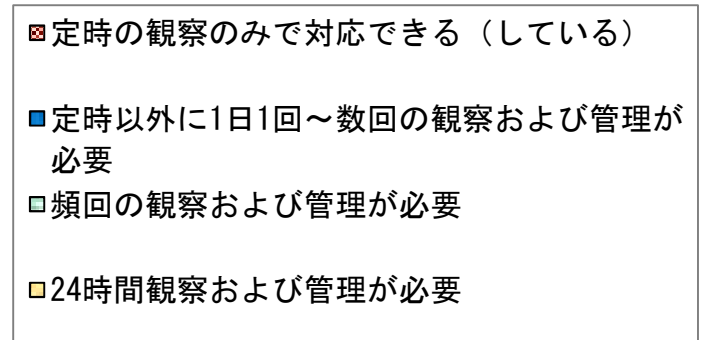 定時の観察のみで対応できる（している）
定時以外に1日1回～数回の観察および管理が
必要
頻回の観察および管理が必要
24時間観察および管理が必要